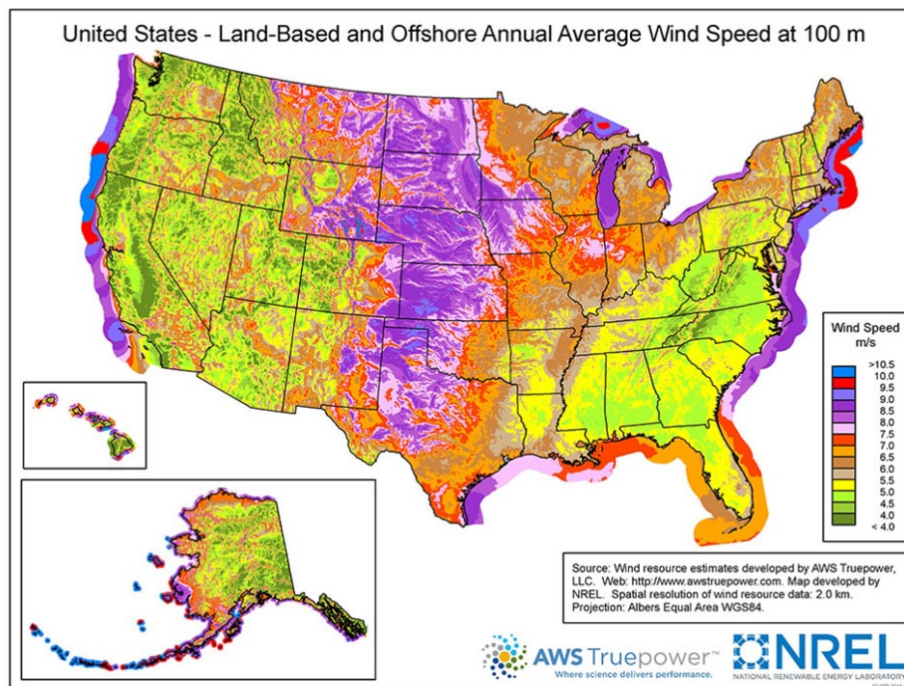 United States - Land-Based and Offshore Annual Average Wind Speed at 100 m
Wind Speed
m/s
>10.5
10.0
9.5
9.0
8.5
8.0
7.5
7.0
6.5
6.0
5.5
5.0
4.5
4.0
< 4.0
Source: Wind resource estimates developed by AWS Truepower,
LLC. Web: http://www.awstruepower.com. Map developed by
NREL. Spatial resolution of wind resource data: 2.0 km.
Projection: Albers Equal Area WGS84.
AWS Truepower™
Where science delivers performance.
NREL
NATIONAL RENEWABLE ENERGY LABORATORY